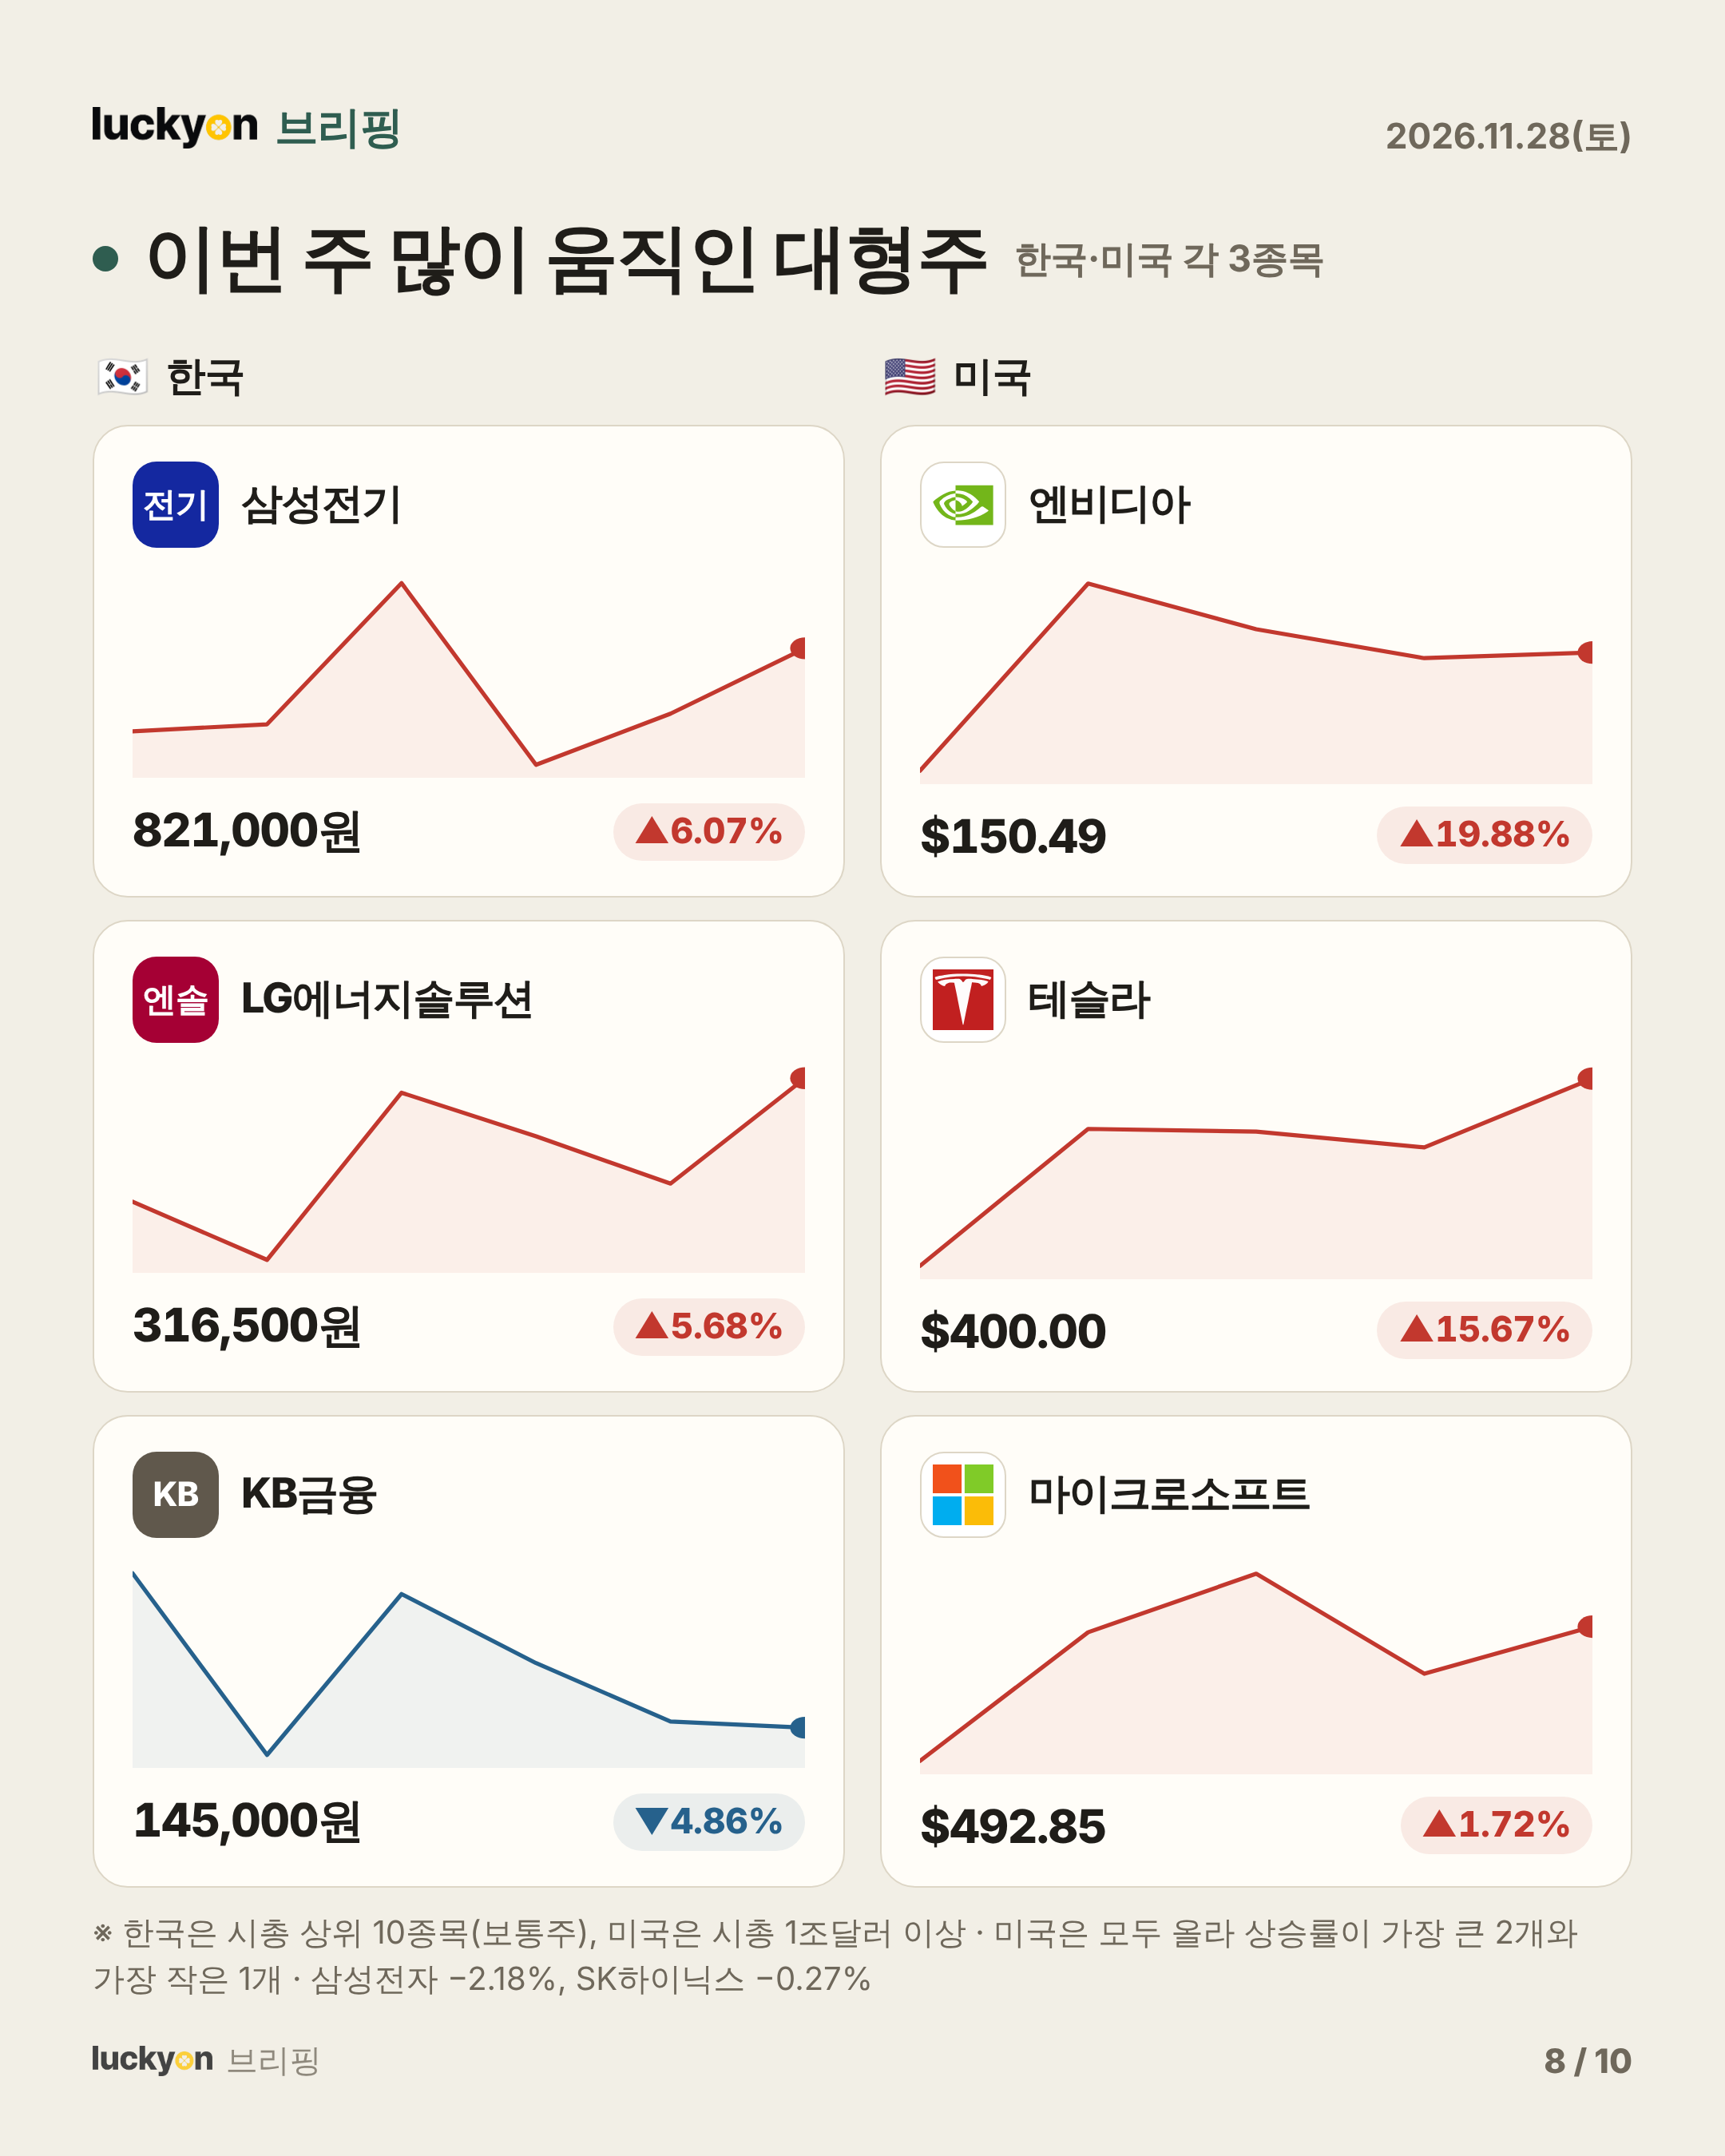 luckyon 브리핑
2026.11.28(토)
• 이번 주 많이 움직인 대형주 한국·미국 각 3종목
🇰🇷 한국
전기 삼성전기
821,000원 ▲6.07%
엔솔 LG에너지솔루션
316,500원 ▲5.68%
KB KB금융
145,000원 ▼4.86%
🇺🇸 미국
엔비디아
$150.49 ▲19.88%
테슬라
$400.00 ▲15.67%
마이크로소프트
$492.85 ▲1.72%
※ 한국은 시총 상위 10종목(보통주), 미국은 시총 1조달러 이상 · 미국은 모두 올라 상승률이 가장 큰 2개와
가장 작은 1개 · 삼성전자 −2.18%, SK하이닉스 −0.27%
luckyon 브리핑
8 / 10